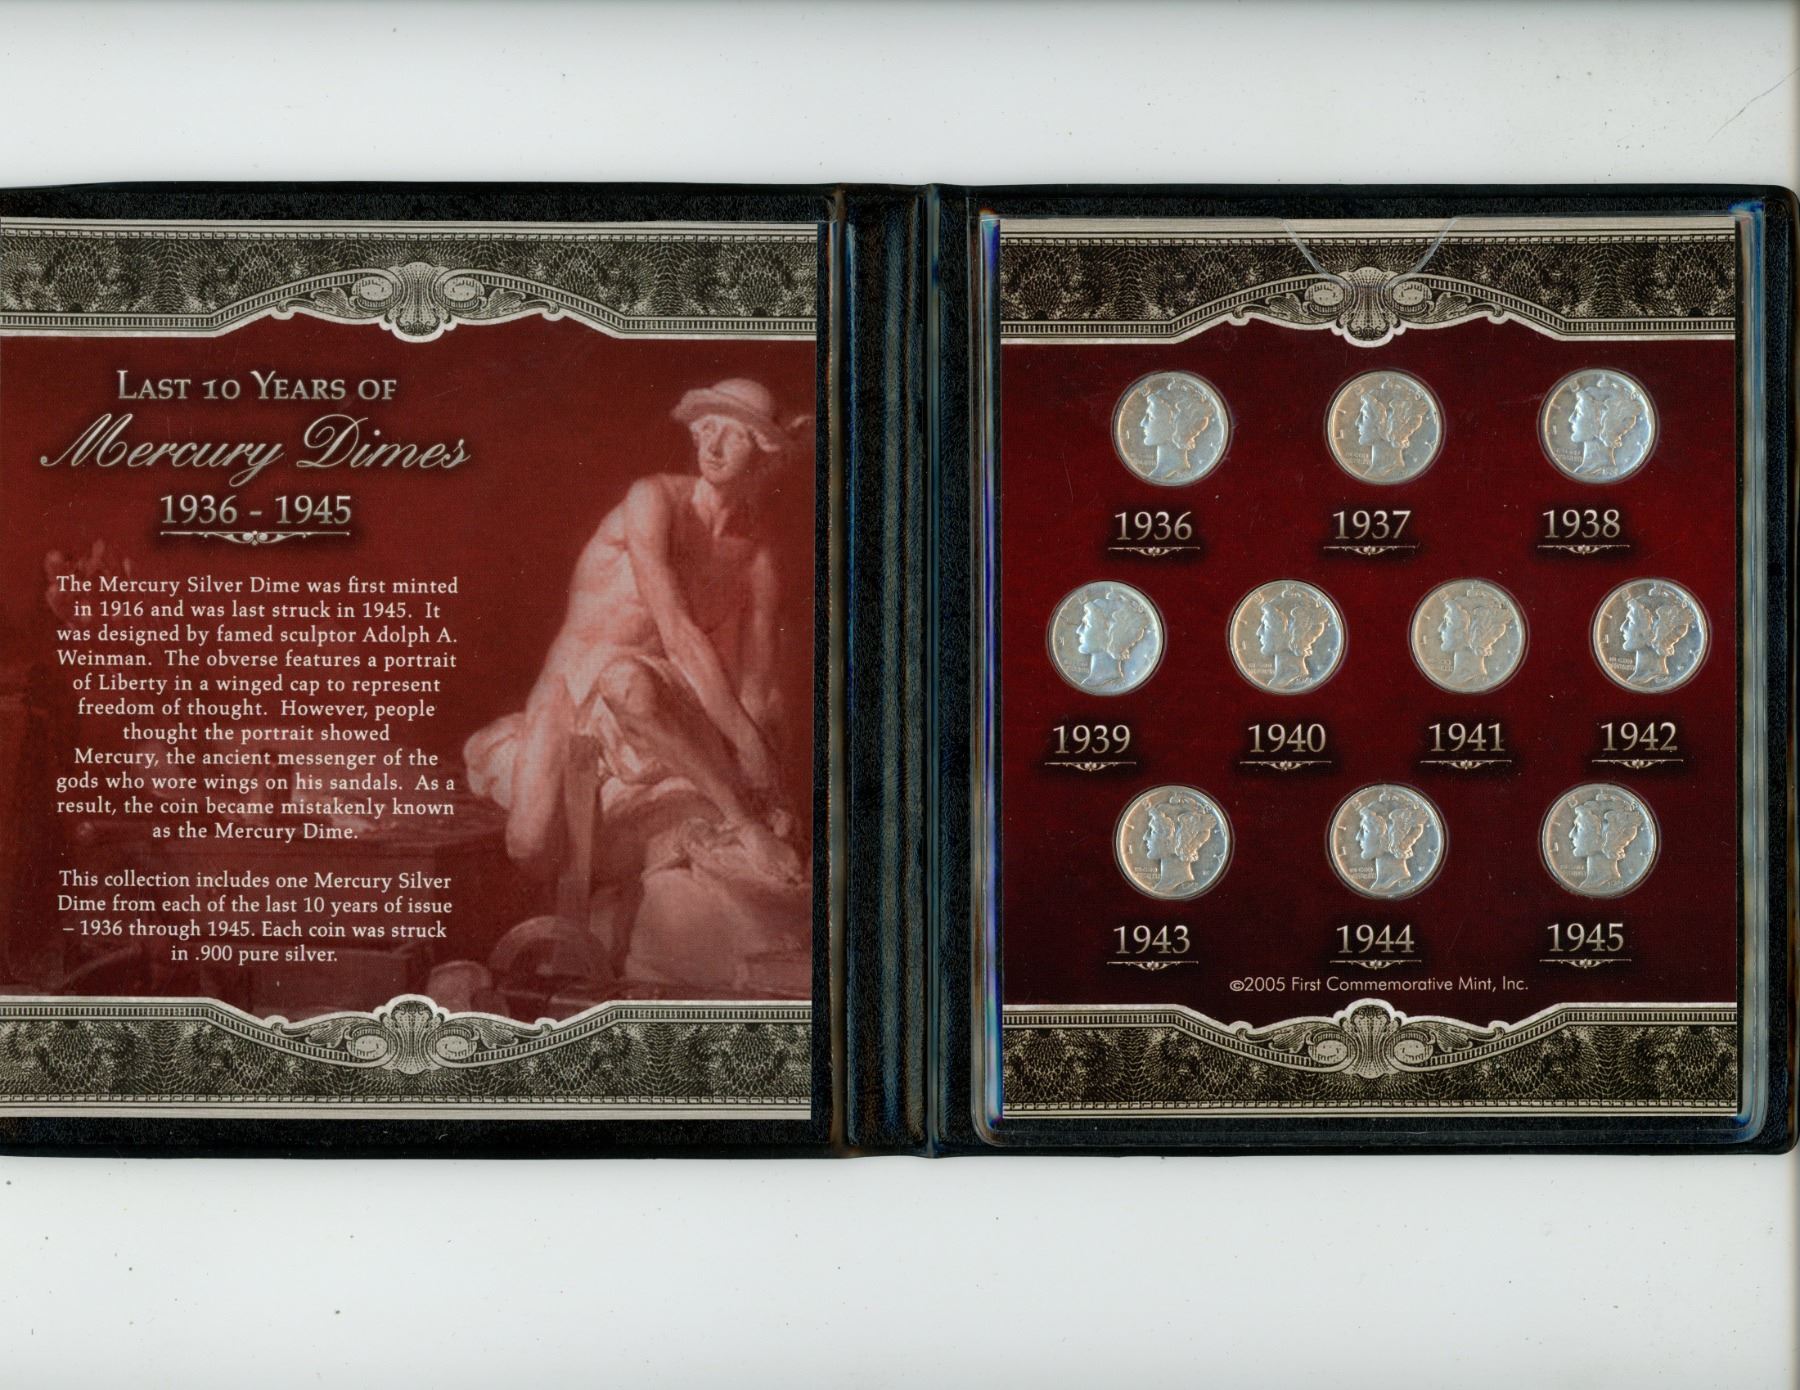 LAST 10 YEARS OF
Mercury Dimes
1936 - 1945
The Mercury Silver Dime was first minted
in 1916 and was last struck in 1945. It
was designed by famed sculptor Adolph A.
Weinman. The obverse features a portrait
of Liberty in a winged cap to represent
freedom of thought. However, people
thought the portrait showed
Mercury, the ancient messenger of the
gods who wore wings on his sandals. As a
result, the coin became mistakenly known
as the Mercury Dime.
This collection includes one Mercury Silver
Dime from each of the last 10 years of issue
– 1936 through 1945. Each coin was struck
in .900 pure silver.
1936 1937 1938
1939 1940 1941 1942
1943 1944 1945
©2005 First Commemorative Mint, Inc.